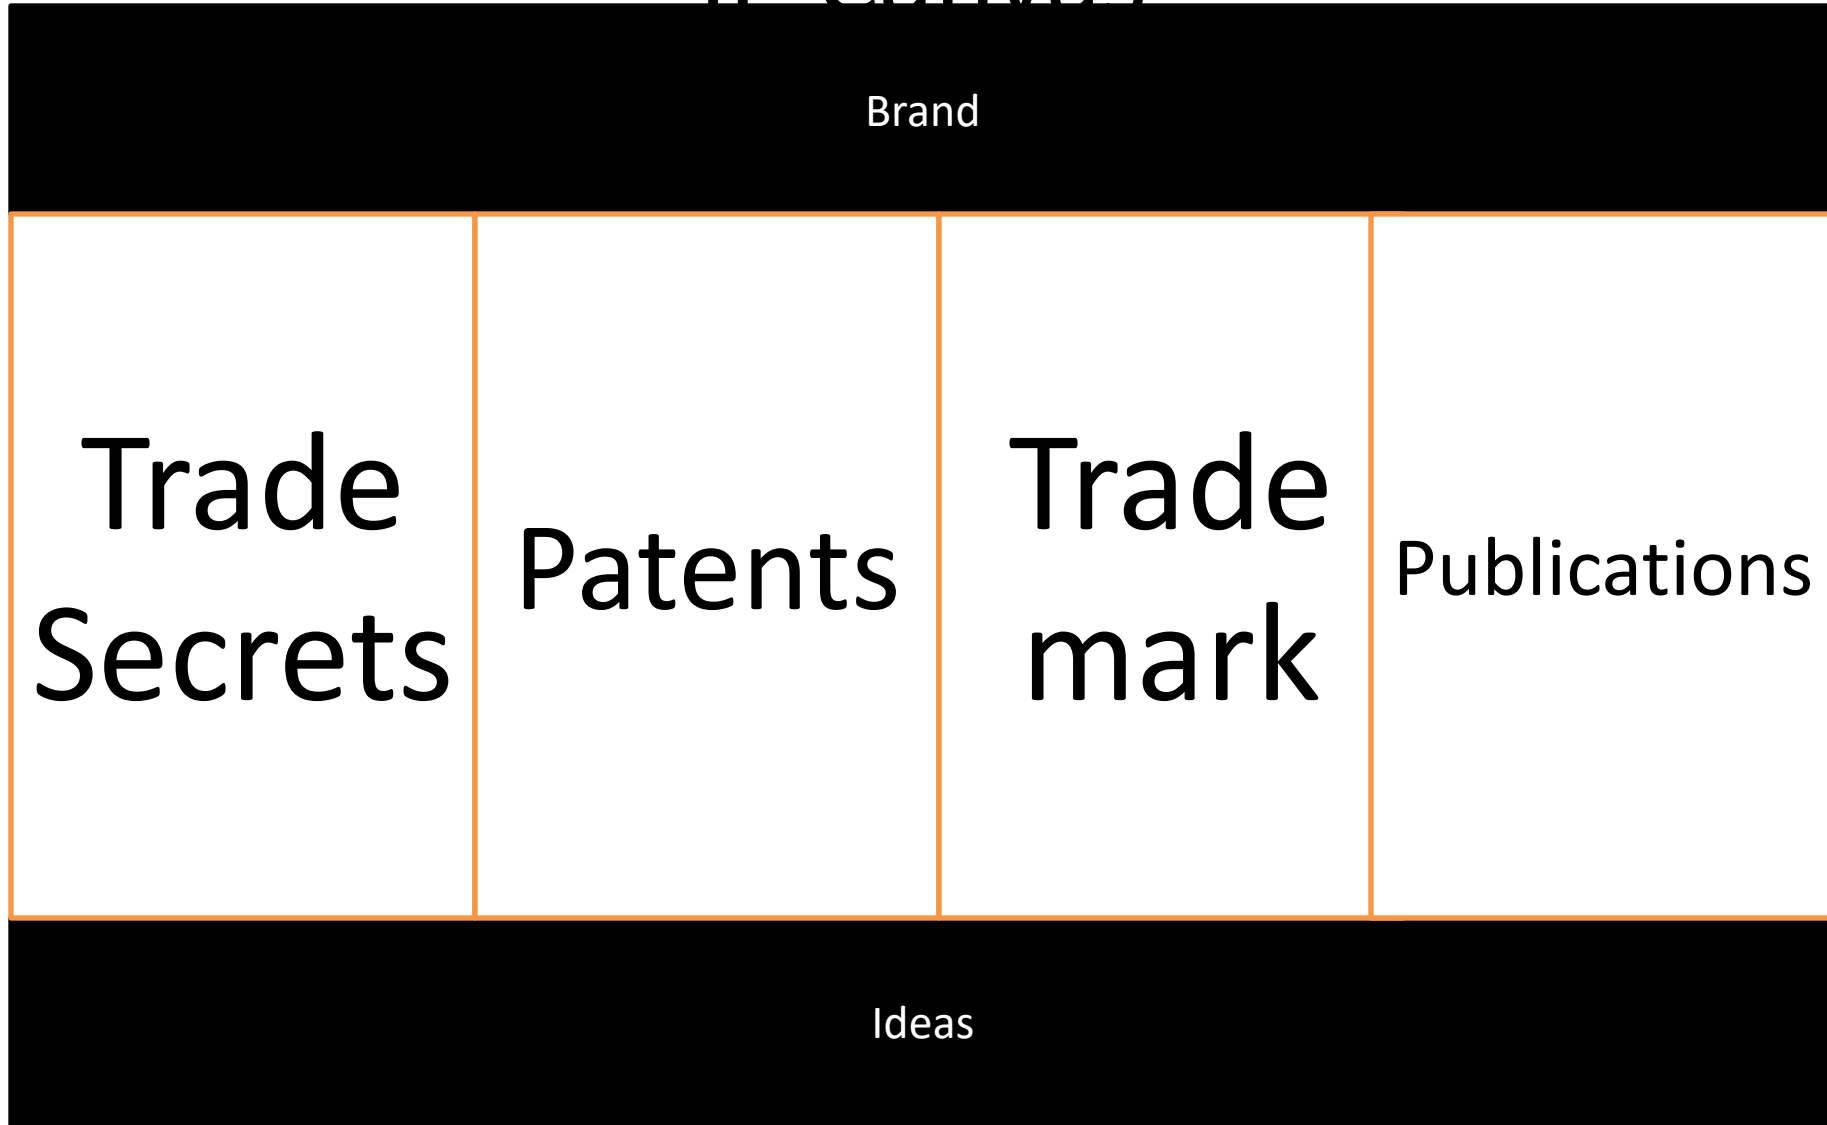 Brand
Trade
Secrets
Patents
Trade
mark
Publications
Ideas